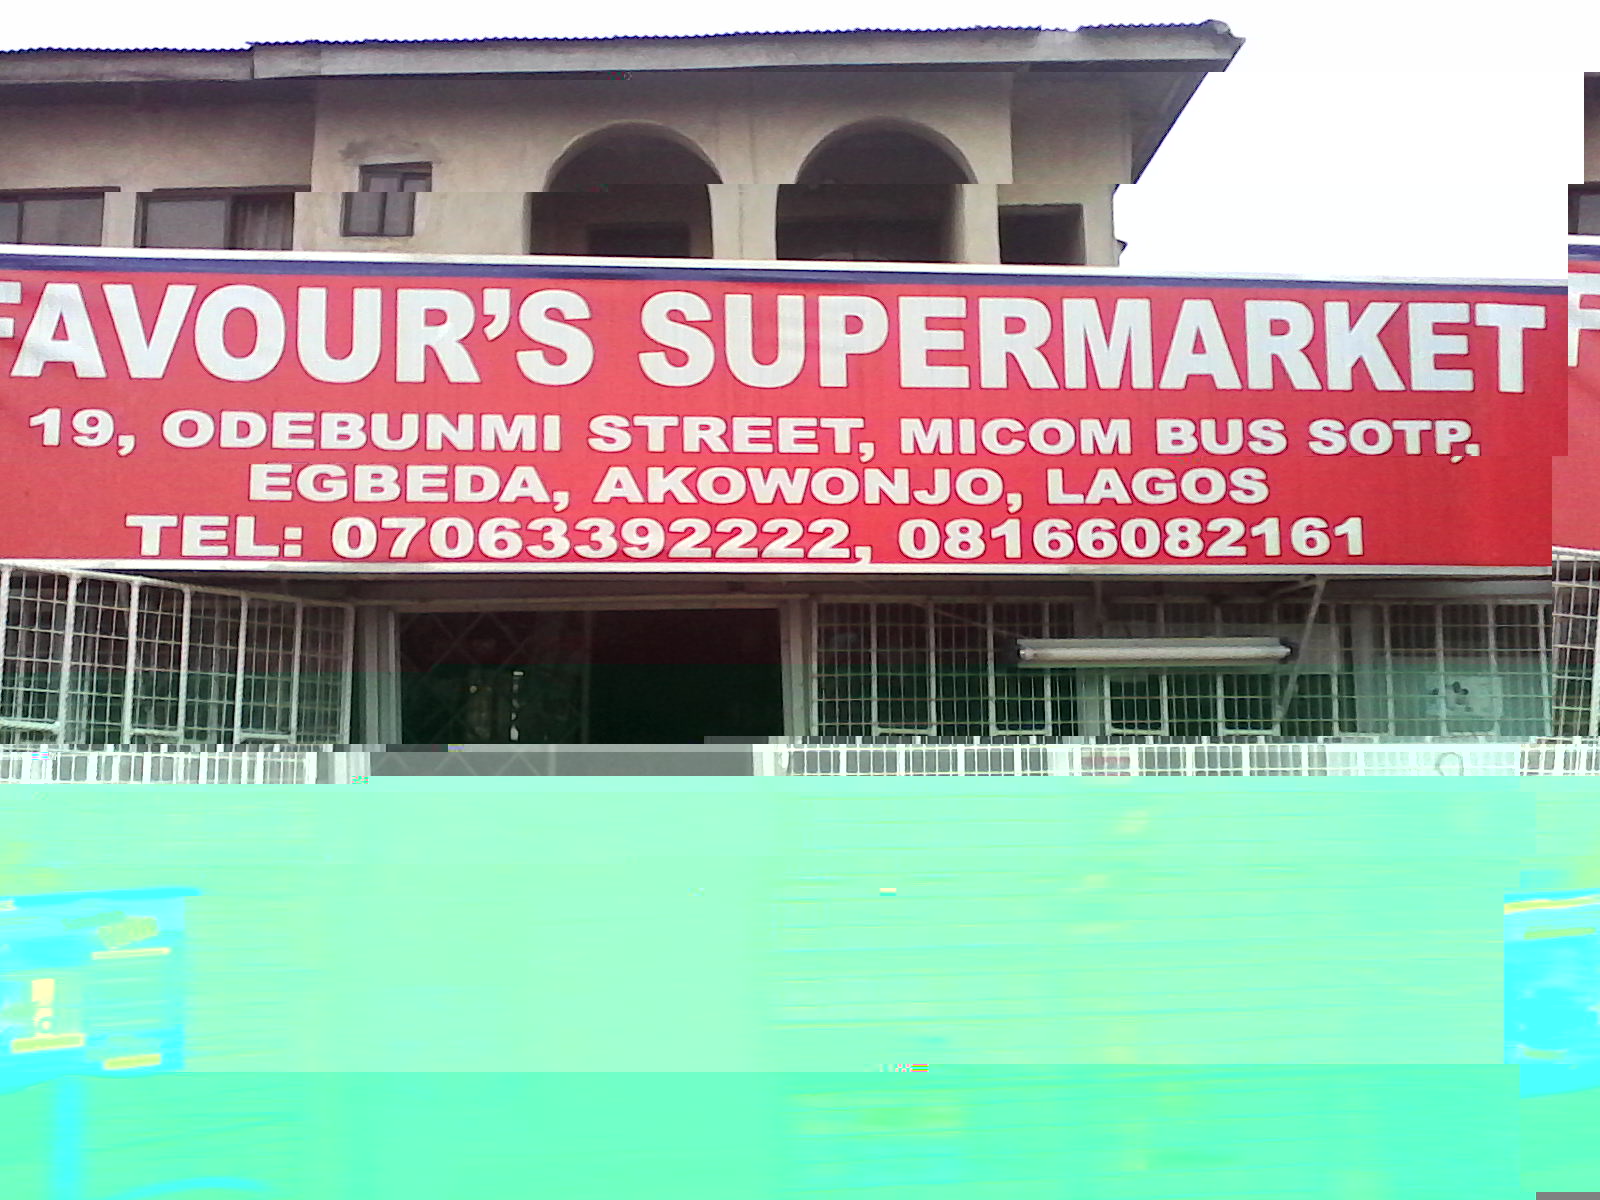 FAVOUR'S SUPERMARKET
19, ODEBUNMI STREET, MICOM BUS SOTP,
EGBEDA, AKOWONJO, LAGOS
TEL: 07063392222, 08166082161